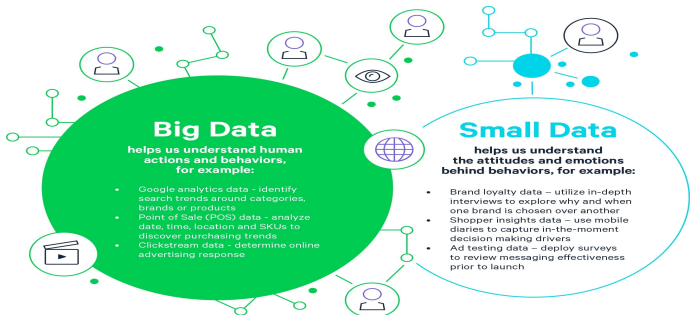 Big Data
helps us understand human
actions and behaviors,
for example:
• Google analytics data - identify
search trends around categories,
brands or products
• Point of Sale (POS) data - analyze
date, time, location and SKUs to
discover purchasing trends
• Clickstream data - determine online
advertising response
Small Data
helps us understand
the attitudes and emotions
behind behaviors, for example:
• Brand loyalty data – utilize in-depth
interviews to explore why and when
one brand is chosen over another
• Shopper insights data – use mobile
diaries to capture in-the-moment
decision making drivers
• Ad testing data – deploy surveys
to review messaging effectiveness
prior to launch